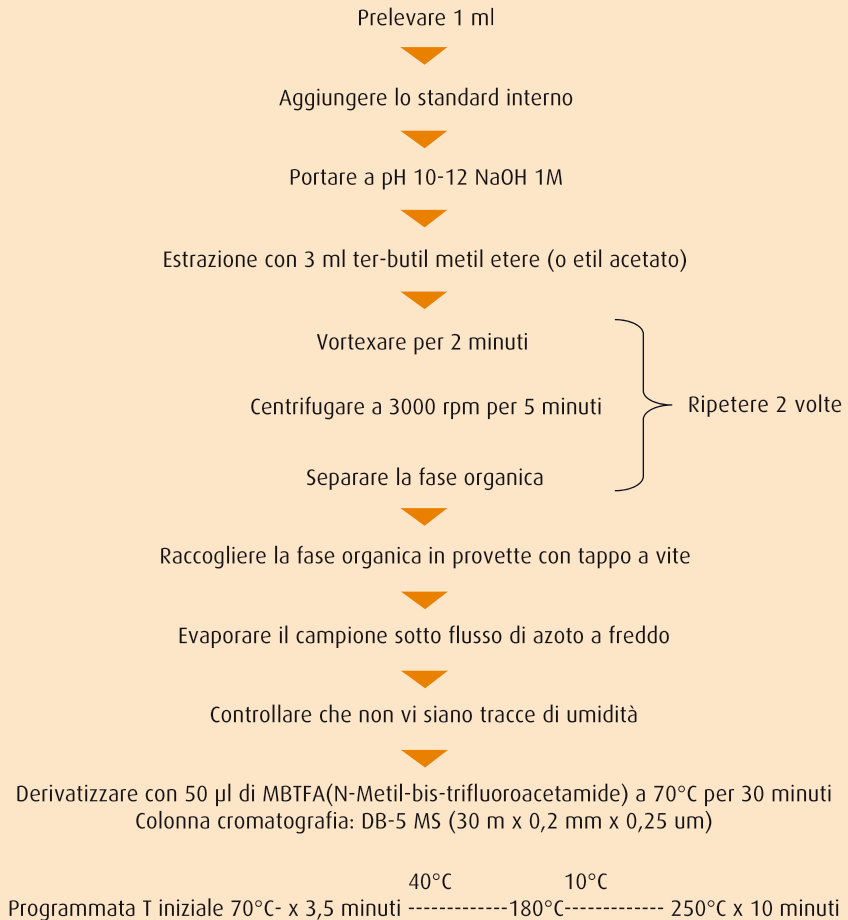 Prelevare 1 ml
Aggiungere lo standard interno
Portare a pH 10-12 NaOH 1M
Estrazione con 3 ml ter-butil metil etere (o etil acetato)
Vortexare per 2 minuti
Centrifugare a 3000 rpm per 5 minuti
Ripetere 2 volte
Separare la fase organica
Raccogliere la fase organica in provette con tappo a vite
Evaporare il campione sotto flusso di azoto a freddo
Controllare che non vi siano tracce di umidità
Derivatizzare con 50 µl di MBTFA(N-Metil-bis-trifluoroacetamide) a 70°C per 30 minuti
Colonna cromatografia: DB-5 MS (30 m x 0,2 mm x 0,25 um)
40°C 10°C
Programmata T iniziale 70°C- x 3,5 minuti -------------180°C------------- 250°C x 10 minuti